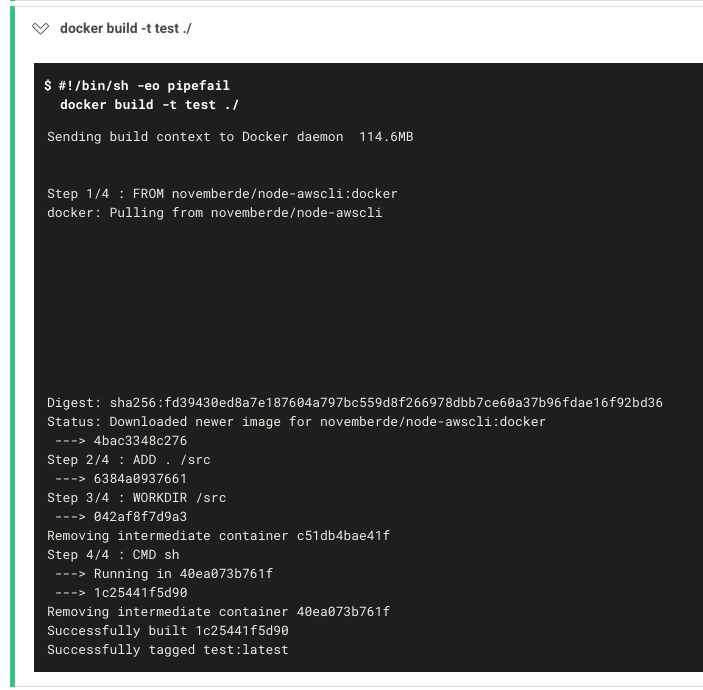 docker build -t test ./
$ #!/bin/sh -eo pipefail
docker build -t test ./
Sending build context to Docker daemon  114.6MB
Step 1/4 : FROM novemberde/node-awscli:docker
docker: Pulling from novemberde/node-awscli
Digest: sha256:fd39430ed8a7e187604a797bc559d8f266978dbb7ce60a37b96fdae16f92bd36
Status: Downloaded newer image for novemberde/node-awscli:docker
---> 4bac3348c276
Step 2/4 : ADD . /src
---> 6384a0937661
Step 3/4 : WORKDIR /src
---> 042af8f7d9a3
Removing intermediate container c51db4bae41f
Step 4/4 : CMD sh
---> Running in 40ea073b761f
---> 1c25441f5d90
Removing intermediate container 40ea073b761f
Successfully built 1c25441f5d90
Successfully tagged test:latest